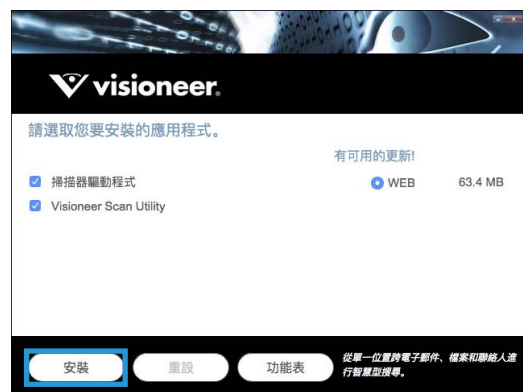 visioneer.
請選取您要安裝的應用程式。
有可用的更新!
掃描器驅動程式
WEB 63.4 MB
Visioneer Scan Utility
安裝
重設
功能表
從單一位置跨電子郵件、檔案和聯絡人進
行智慧型搜尋。